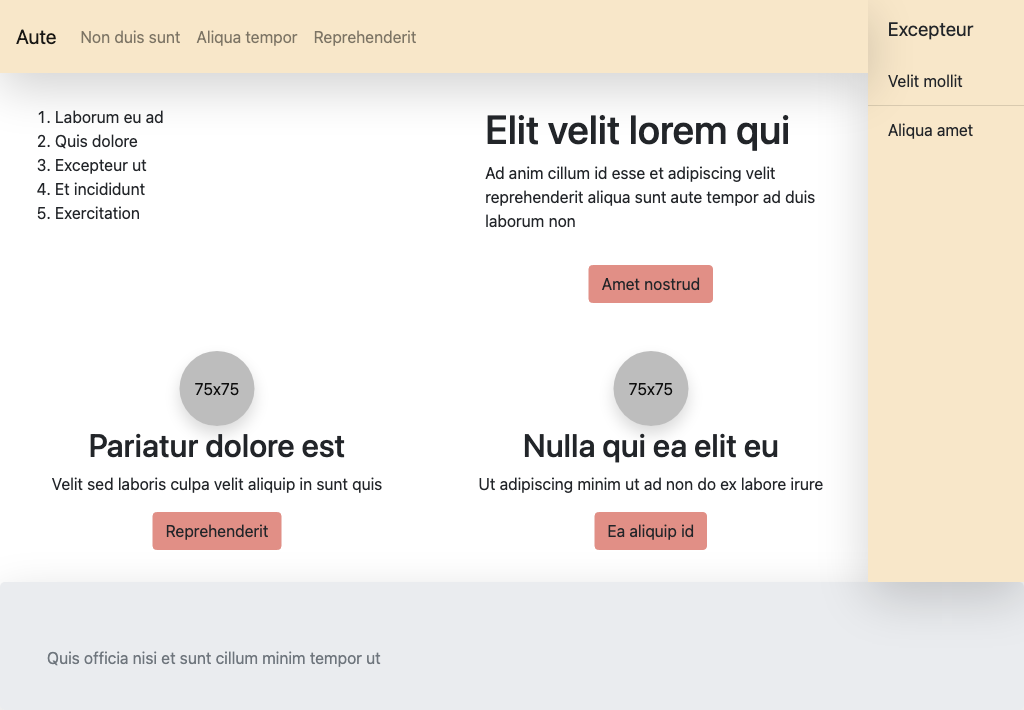 Aute
Non duis sunt
Aliqua tempor
Reprehenderit
Excepteur
Velit mollit
Aliqua amet
1. Laborum eu ad
2. Quis dolore
3. Excepteur ut
4. Et incididunt
5. Exercitation
Elit velit lorem qui
Ad anim cillum id esse et adipiscing velit
reprehenderit aliqua sunt aute tempor ad duis
laborum non
Amet nostrud
75x75
Pariatur dolore est
Velit sed laboris culpa velit aliquip in sunt quis
Reprehenderit
75x75
Nulla qui ea elit eu
Ut adipiscing minim ut ad non do ex labore irure
Ea aliquip id
Quis officia nisi et sunt cillum minim tempor ut